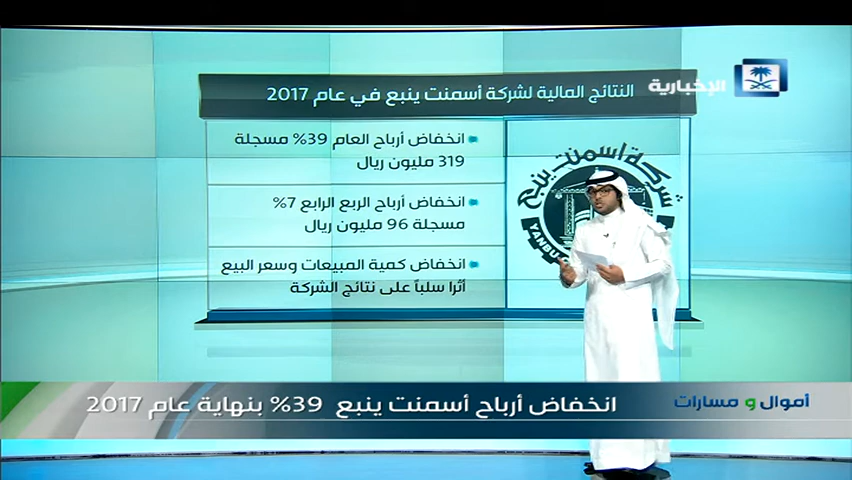 الإخبارية
النتائج المالية لشركة أسمنت ينبع في عام 2017
انخفاض أرباح العام 39% مسجلة
319 مليون ريال
انخفاض أرباح الربع الرابع 7%
مسجلة 96 مليون ريال
انخفاض كمية المبيعات وسعر البيع
أثرا سلباً على نتائج الشركة
شركة اسمنت ينبع
أموال و مسارات
انخفاض أرباح أسمنت ينبع 39% بنهاية عام 2017